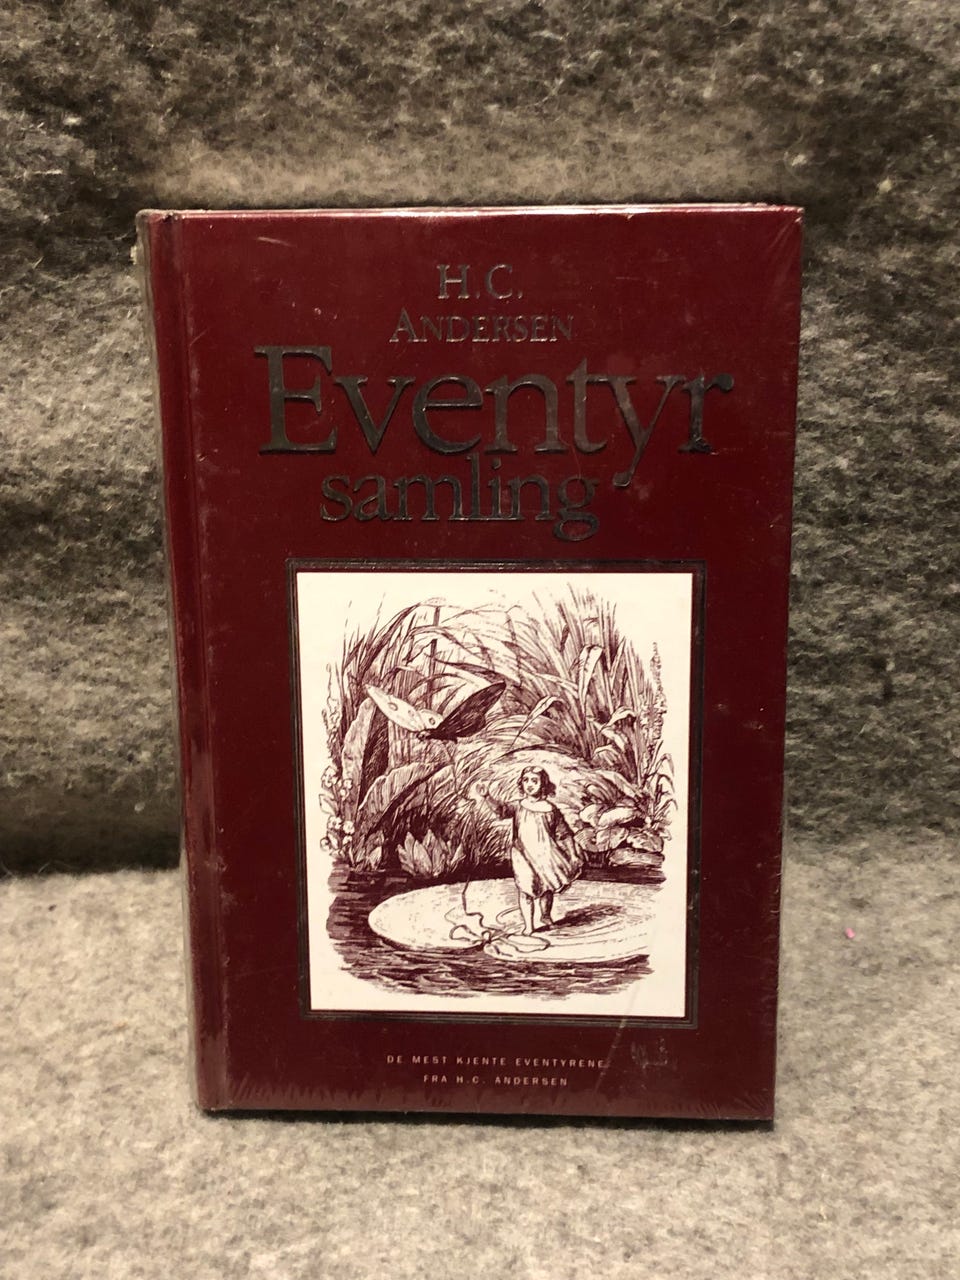 H.C.
ANDERSEN
Eventyr
samling
DE MEST KJENTE EVENTYRENE
FRA H.C. ANDERSEN